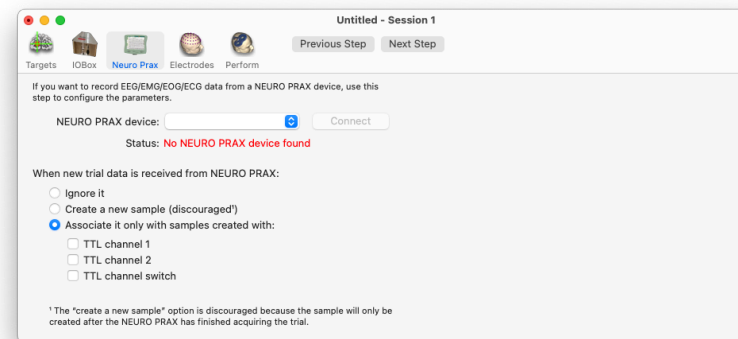 Untitled - Session 1
Previous Step Next Step
Targets IOBox Neuro Prax Electrodes Perform
If you want to record EEG/EMG/EOG/ECG data from a NEURO PRAX device, use this
step to configure the parameters.
NEURO PRAX device: Connect
Status: No NEURO PRAX device found
When new trial data is received from NEURO PRAX:
Ignore it
Create a new sample (discouraged¹)
Associate it only with samples created with:
TTL channel 1
TTL channel 2
TTL channel switch
¹ The "create a new sample" option is discouraged because the sample will only be
created after the NEURO PRAX has finished acquiring the trial.